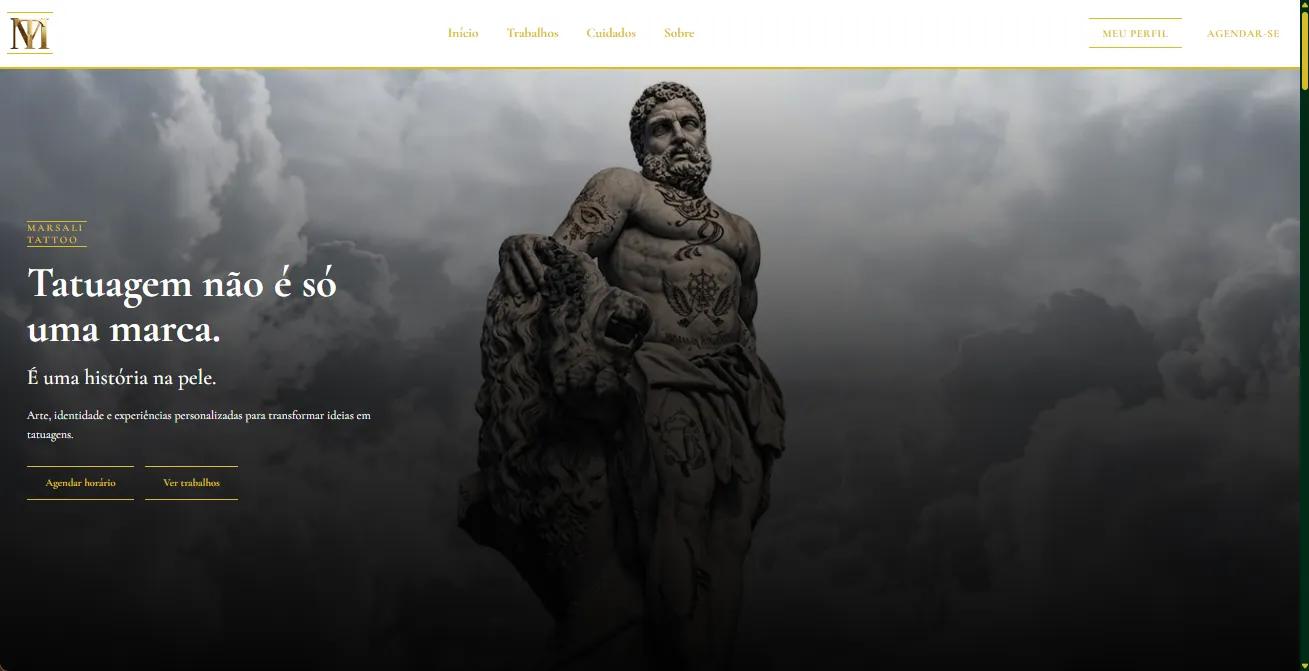 M
Início Trabalhos Cuidados Sobre MEU PERFIL AGENDAR-SE
MARSALI
TATTOO
Tatuagem não é só
uma marca.
É uma história na pele.
Arte, identidade e experiências personalizadas para transformar ideias em
tatuagens.
Agendar horário Ver trabalhos